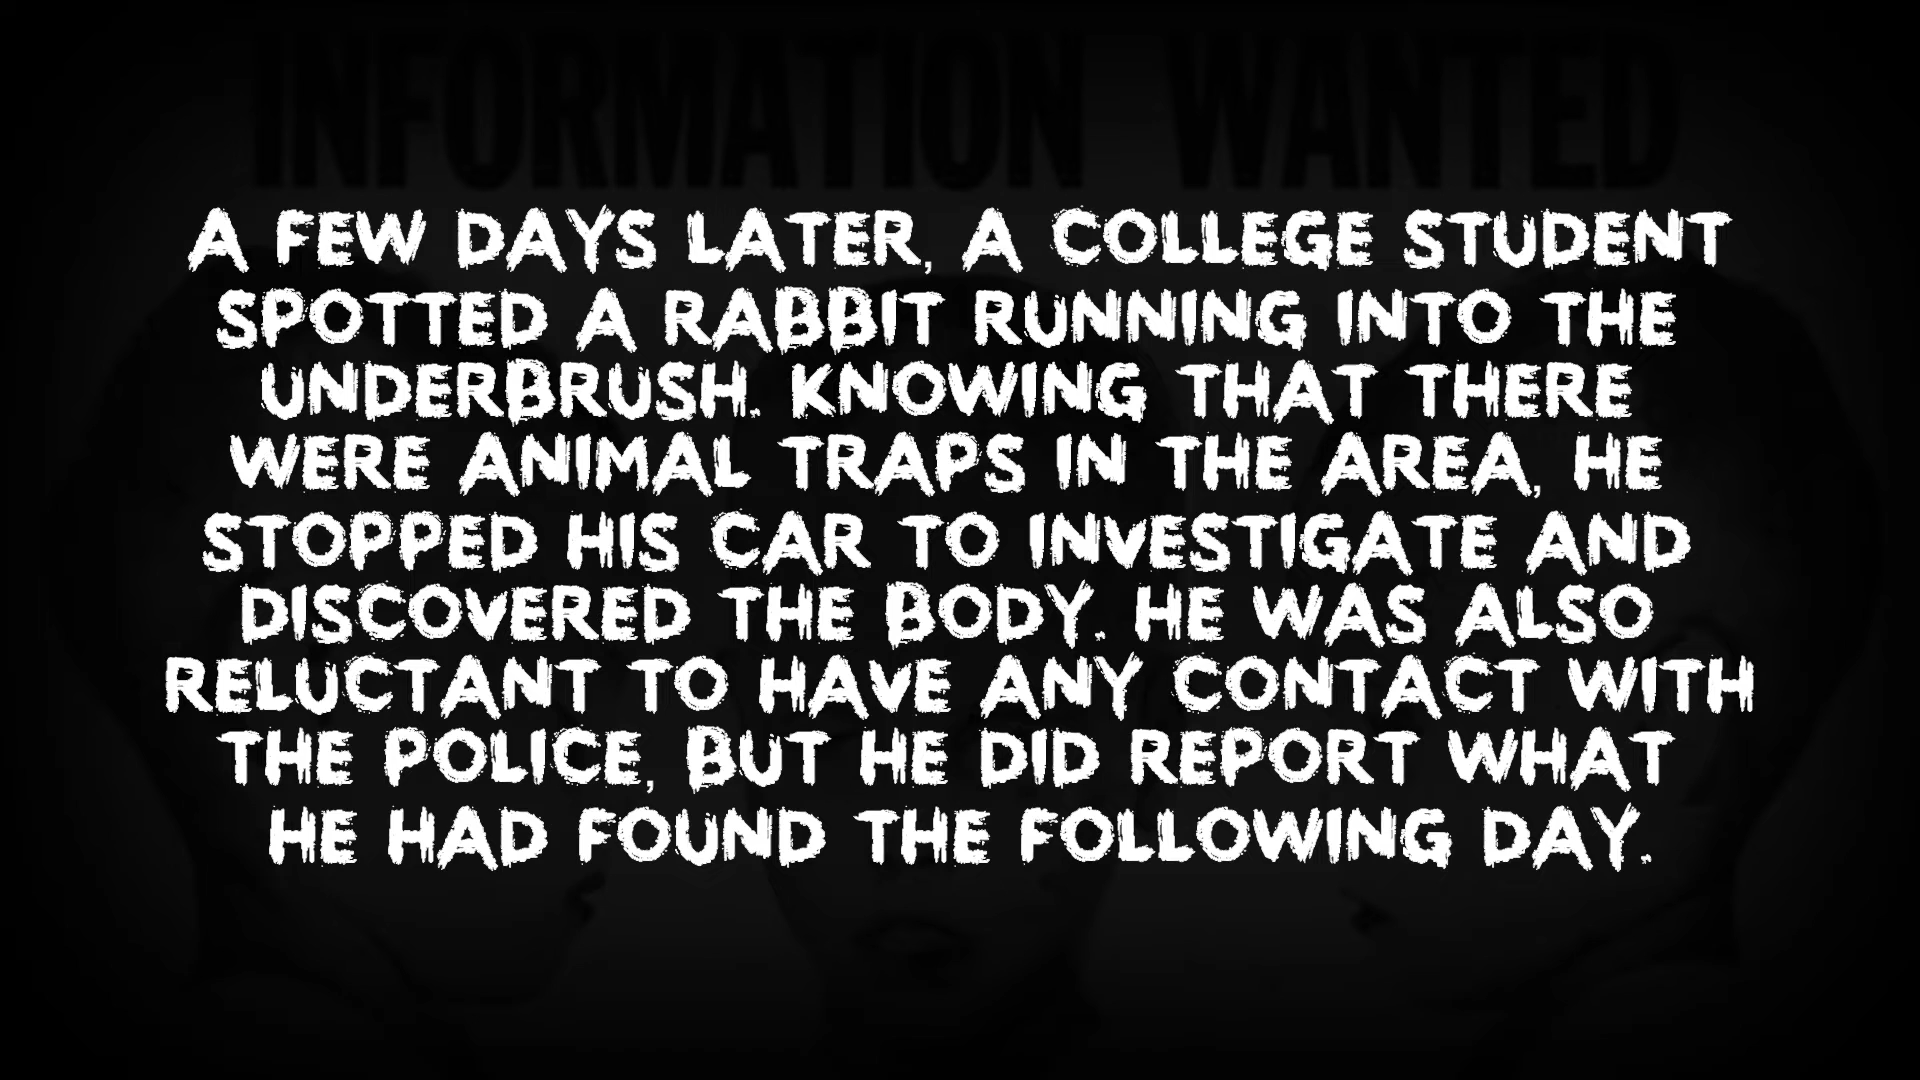 INFORMATION WANTED
A FEW DAYS LATER, A COLLEGE STUDENT
SPOTTED A RABBIT RUNNING INTO THE
UNDERBRUSH. KNOWING THAT THERE
WERE ANIMAL TRAPS IN THE AREA, HE
STOPPED HIS CAR TO INVESTIGATE AND
DISCOVERED THE BODY. HE WAS ALSO
RELUCTANT TO HAVE ANY CONTACT WITH
THE POLICE, BUT HE DID REPORT WHAT
HE HAD FOUND THE FOLLOWING DAY.